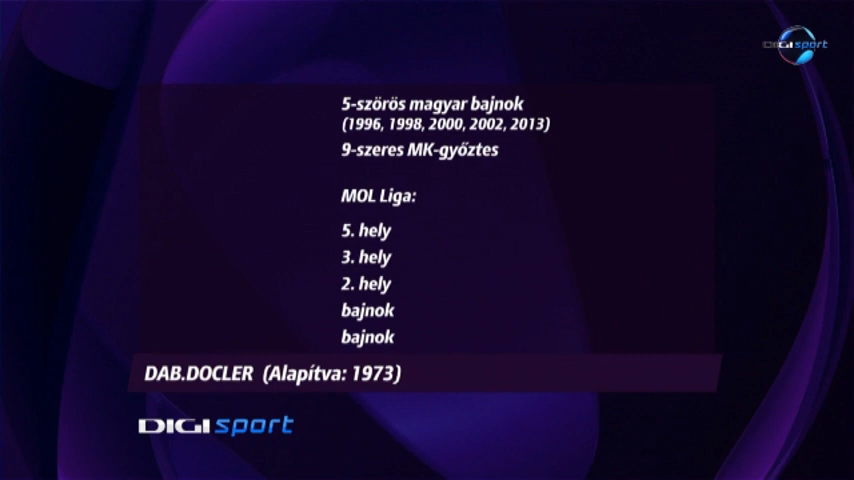 DIGI sport
5-szörös magyar bajnok
(1996, 1998, 2000, 2002, 2013)
9-szeres MK-győztes
MOL Liga:
5. hely
3. hely
2. hely
bajnok
bajnok
DAB.DOCLER (Alapítva: 1973)
DIGI sport